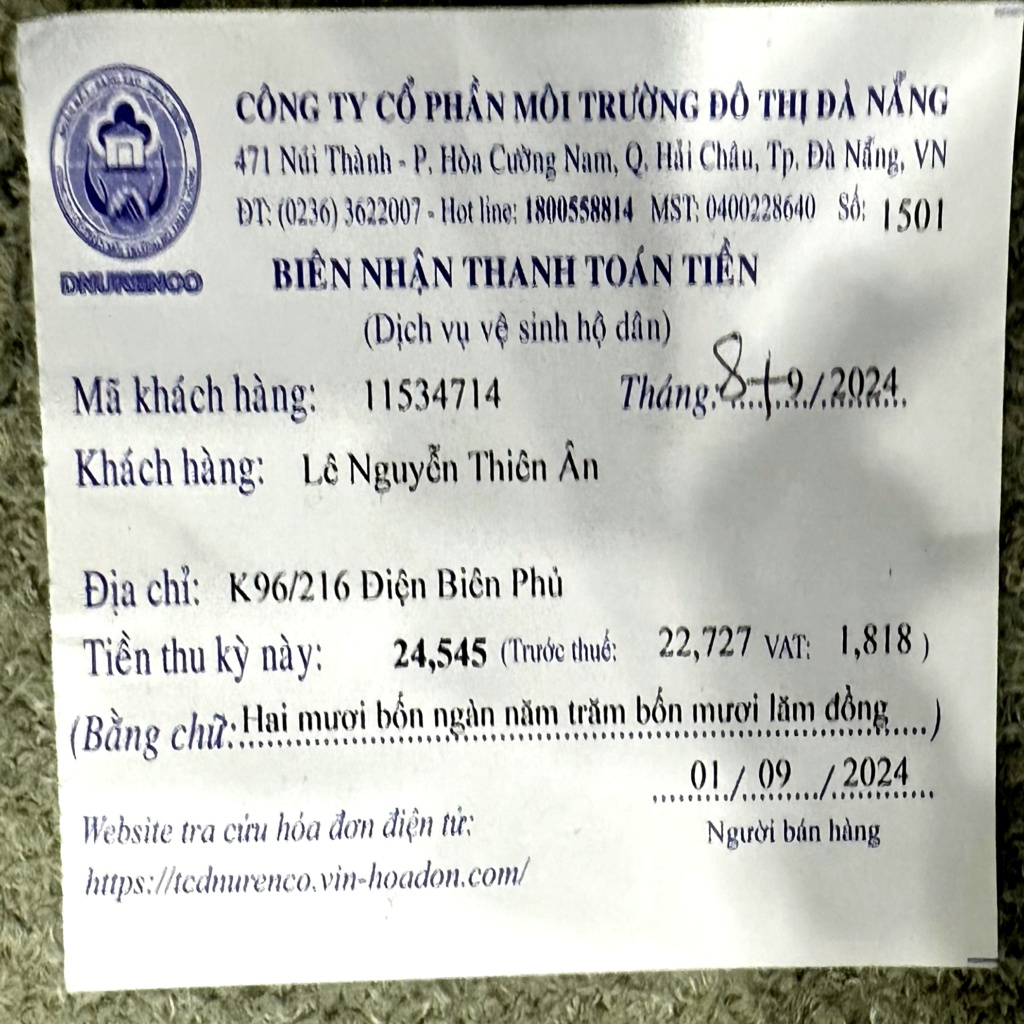 CÔNG TY CỔ PHẦN MÔI TRƯỜNG ĐÔ THỊ ĐÀ NẴNG
471 Núi Thành - P. Hòa Cường Nam, Q. Hải Châu, Tp. Đà Nẵng, VN
ĐT: (0236) 3622007 - Hot line: 1800558814 MST: 0400228640 Số: 1501
DNURENCO
BIÊN NHẬN THANH TOÁN TIỀN
(Dịch vụ vệ sinh hộ dân)
Mã khách hàng: 11534714 Tháng: 8+9/2024
Khách hàng: Lê Nguyễn Thiên Ân
Địa chỉ: K96/216 Điện Biên Phủ
Tiền thu kỳ này: 24,545 (Trước thuế: 22,727 VAT: 1,818 )
(Bằng chữ: Hai mươi bốn ngàn năm trăm bốn mươi lăm đồng)
01 / 09 / 2024
Người bán hàng
Website tra cứu hóa đơn điện tử:
https://tcdnurenco.vin-hoadon.com/